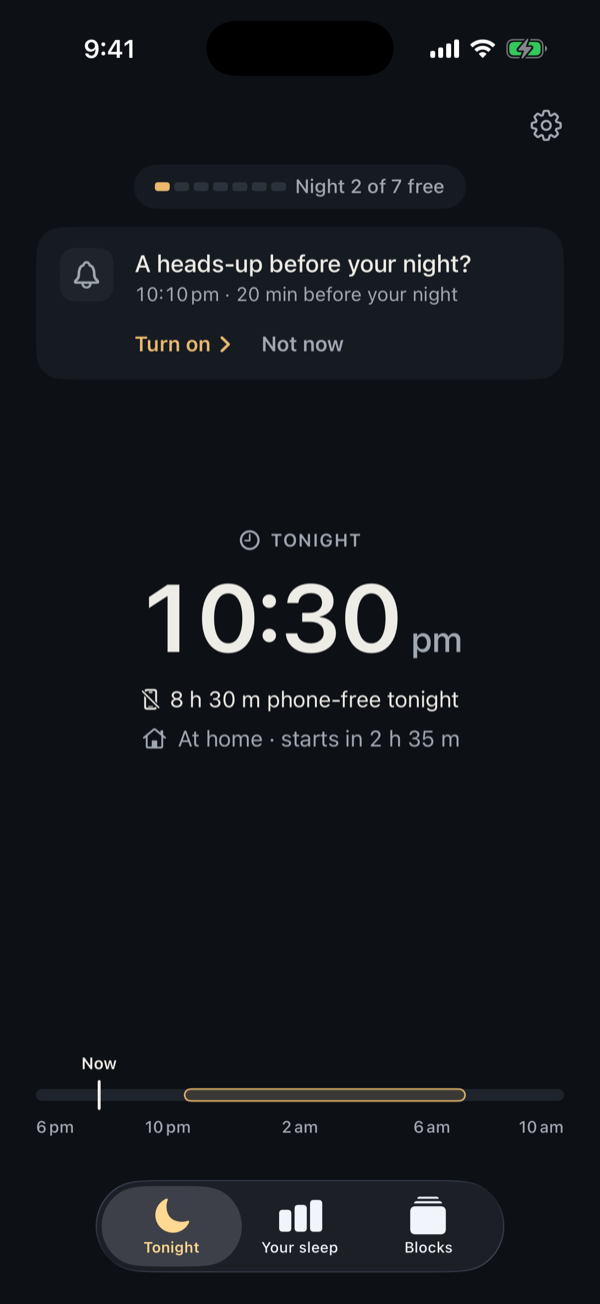 9:41
Night 2 of 7 free
A heads-up before your night?
10:10 pm · 20 min before your night
Turn on Not now
TONIGHT
10:30 pm
8 h 30 m phone-free tonight
At home · starts in 2 h 35 m
Now
6 pm 10 pm 2 am 6 am 10 am
Tonight Your sleep Blocks